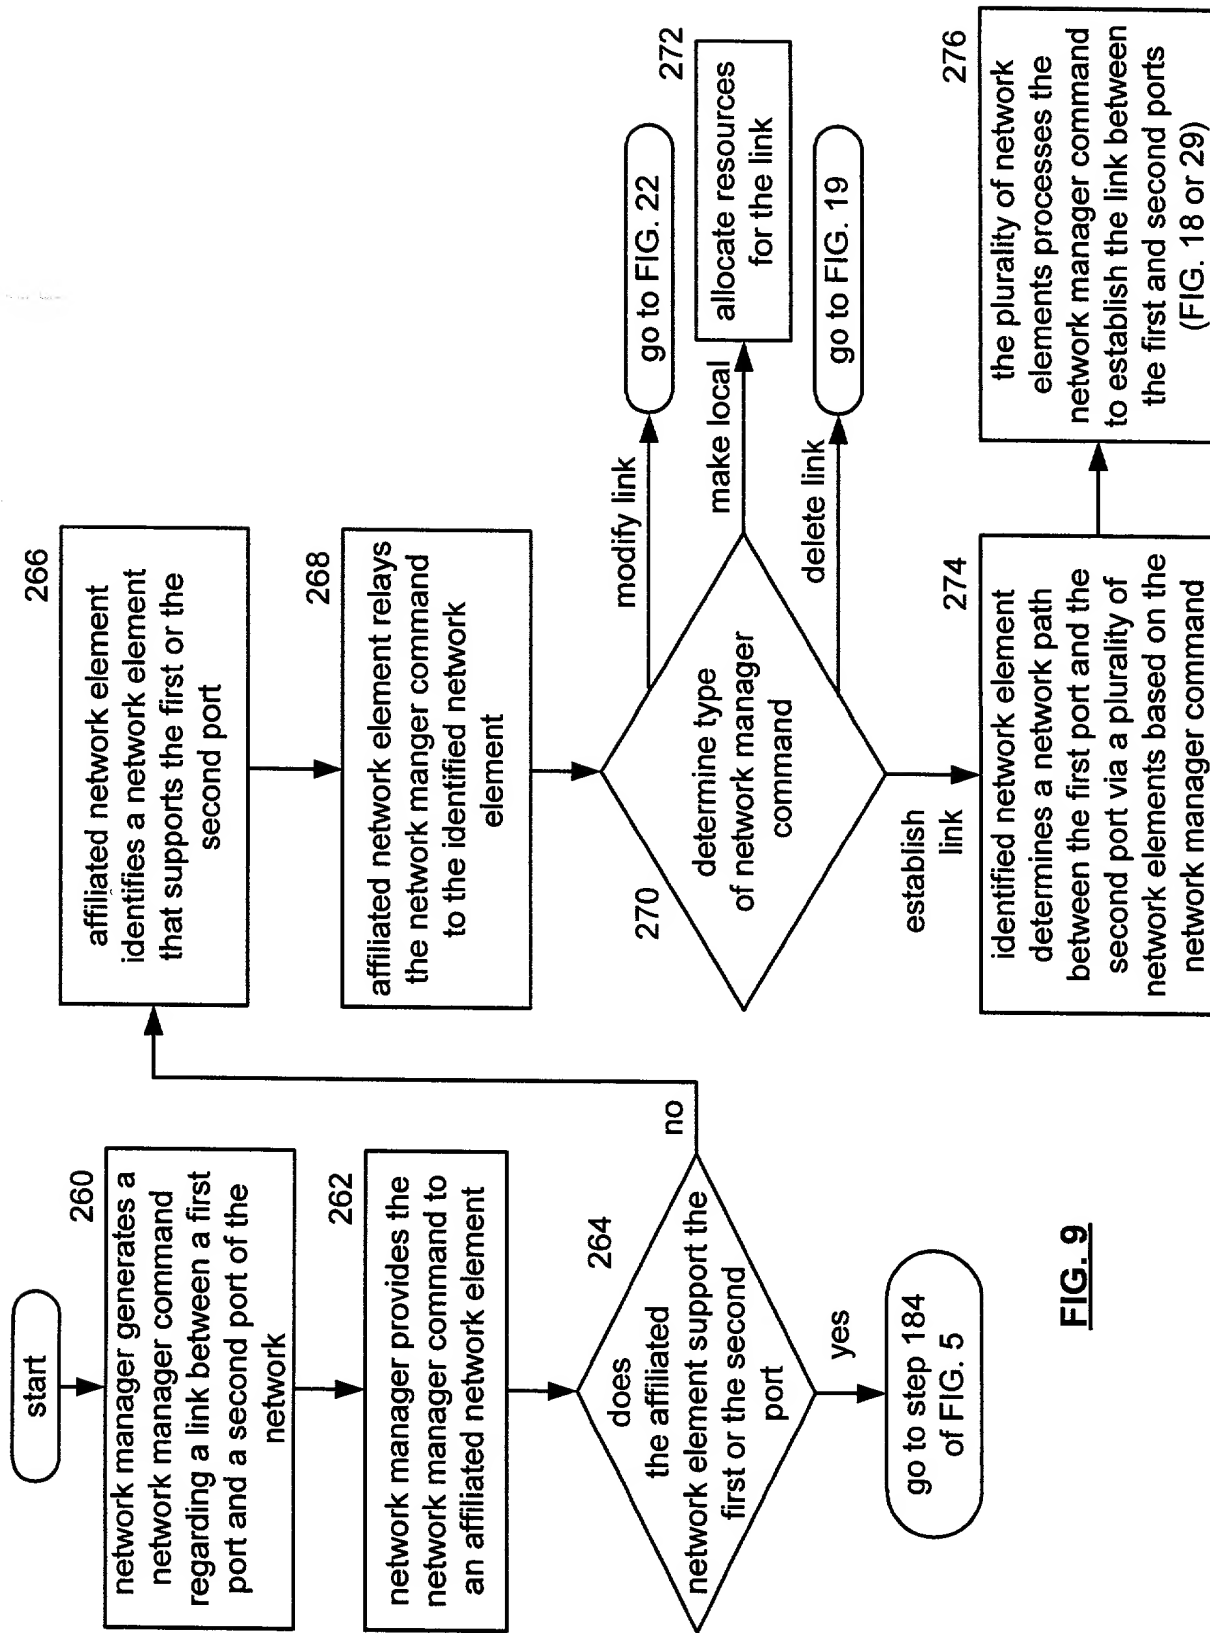 start
260
network manager generates a
network manager command
regarding a link between a first
port and a second port of the
network
262
network manager provides the
network manager command to
an affiliated network element
264
does
the affiliated
network element support the
first or the second
port
no
yes
go to step 184
of FIG. 5
266
affiliated network element
identifies a network element
that supports the first or the
second port
268
affiliated network element relays
the network manger command
to the identified network
element
270
determine type
of network manager
command
modify link
go to FIG. 22
make local
272
allocate resources
for the link
delete link
go to FIG. 19
establish
link
274
identified network element
determines a network path
between the first port and the
second port via a plurality of
network elements based on the
network manager command
276
the plurality of network
elements processes the
network manager command
to establish the link between
the first and second ports
(FIG. 18 or 29)
FIG. 9